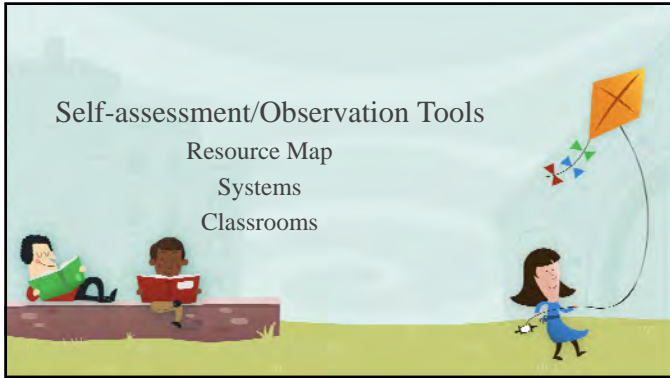 Self-assessment/Observation Tools
Resource Map
Systems
Classrooms